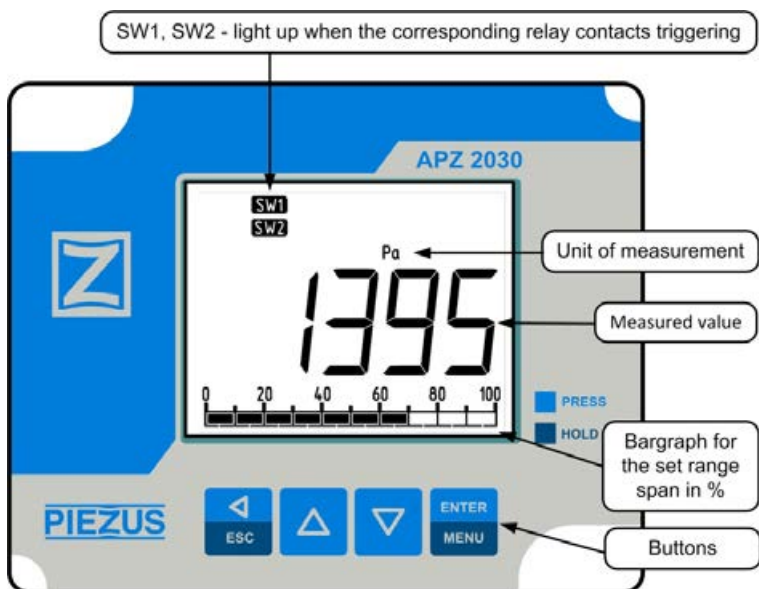 SW1, SW2 - light up when the corresponding relay contacts triggering
APZ 2030
SW1
SW2
Pa
Unit of measurement
1395
Measured value
0 20 40 60 80 100
PRESS
HOLD
Bargraph for
the set range
span in %
PIEZUS
ESC
ENTER
MENU
Buttons